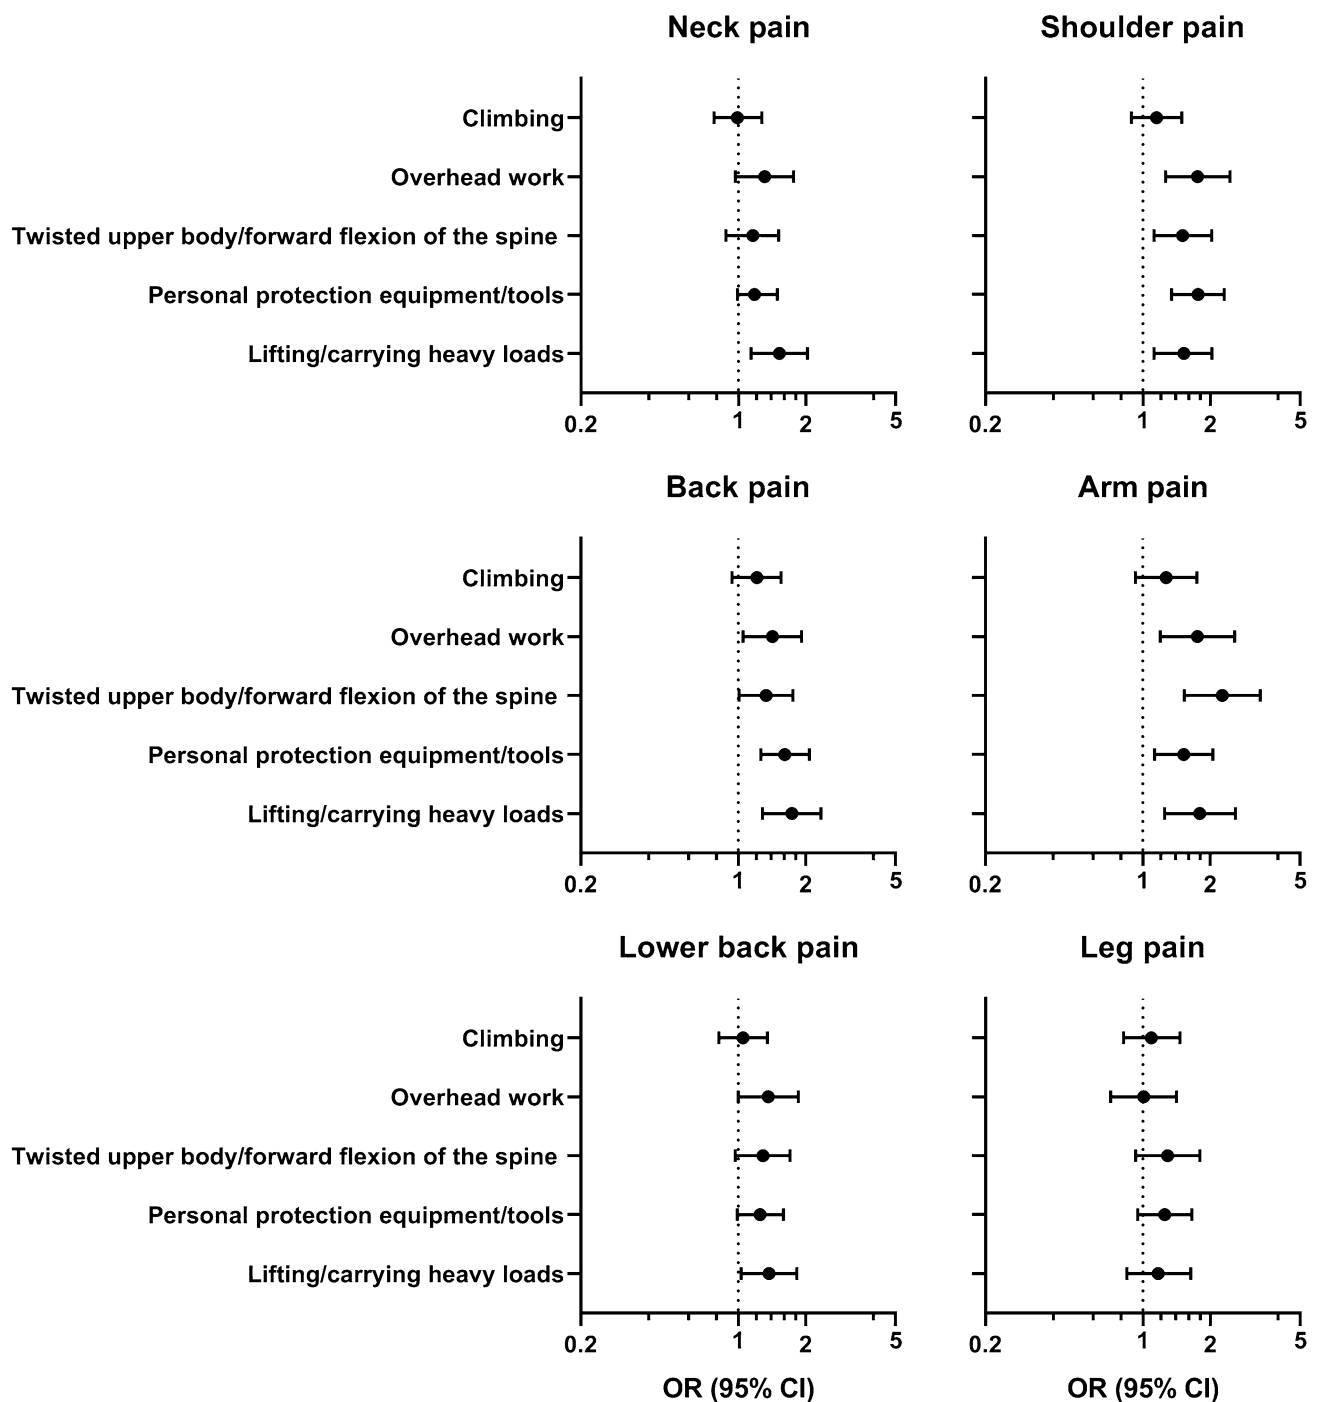 Neck pain
Shoulder pain
Climbing
Overhead work
Twisted upper body/forward flexion of the spine
Personal protection equipment/tools
Lifting/carrying heavy loads
0.2 1 2 5
0.2 1 2 5
Back pain
Arm pain
Climbing
Overhead work
Twisted upper body/forward flexion of the spine
Personal protection equipment/tools
Lifting/carrying heavy loads
0.2 1 2 5
0.2 1 2 5
Lower back pain
Leg pain
Climbing
Overhead work
Twisted upper body/forward flexion of the spine
Personal protection equipment/tools
Lifting/carrying heavy loads
0.2 1 2 5
0.2 1 2 5
OR (95% CI)
OR (95% CI)